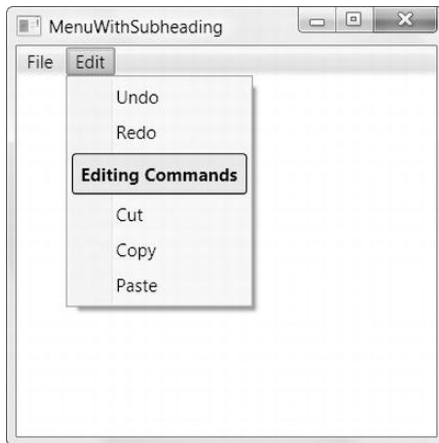 MenuWithSubheading
File Edit
Undo
Redo
Editing Commands
Cut
Copy
Paste